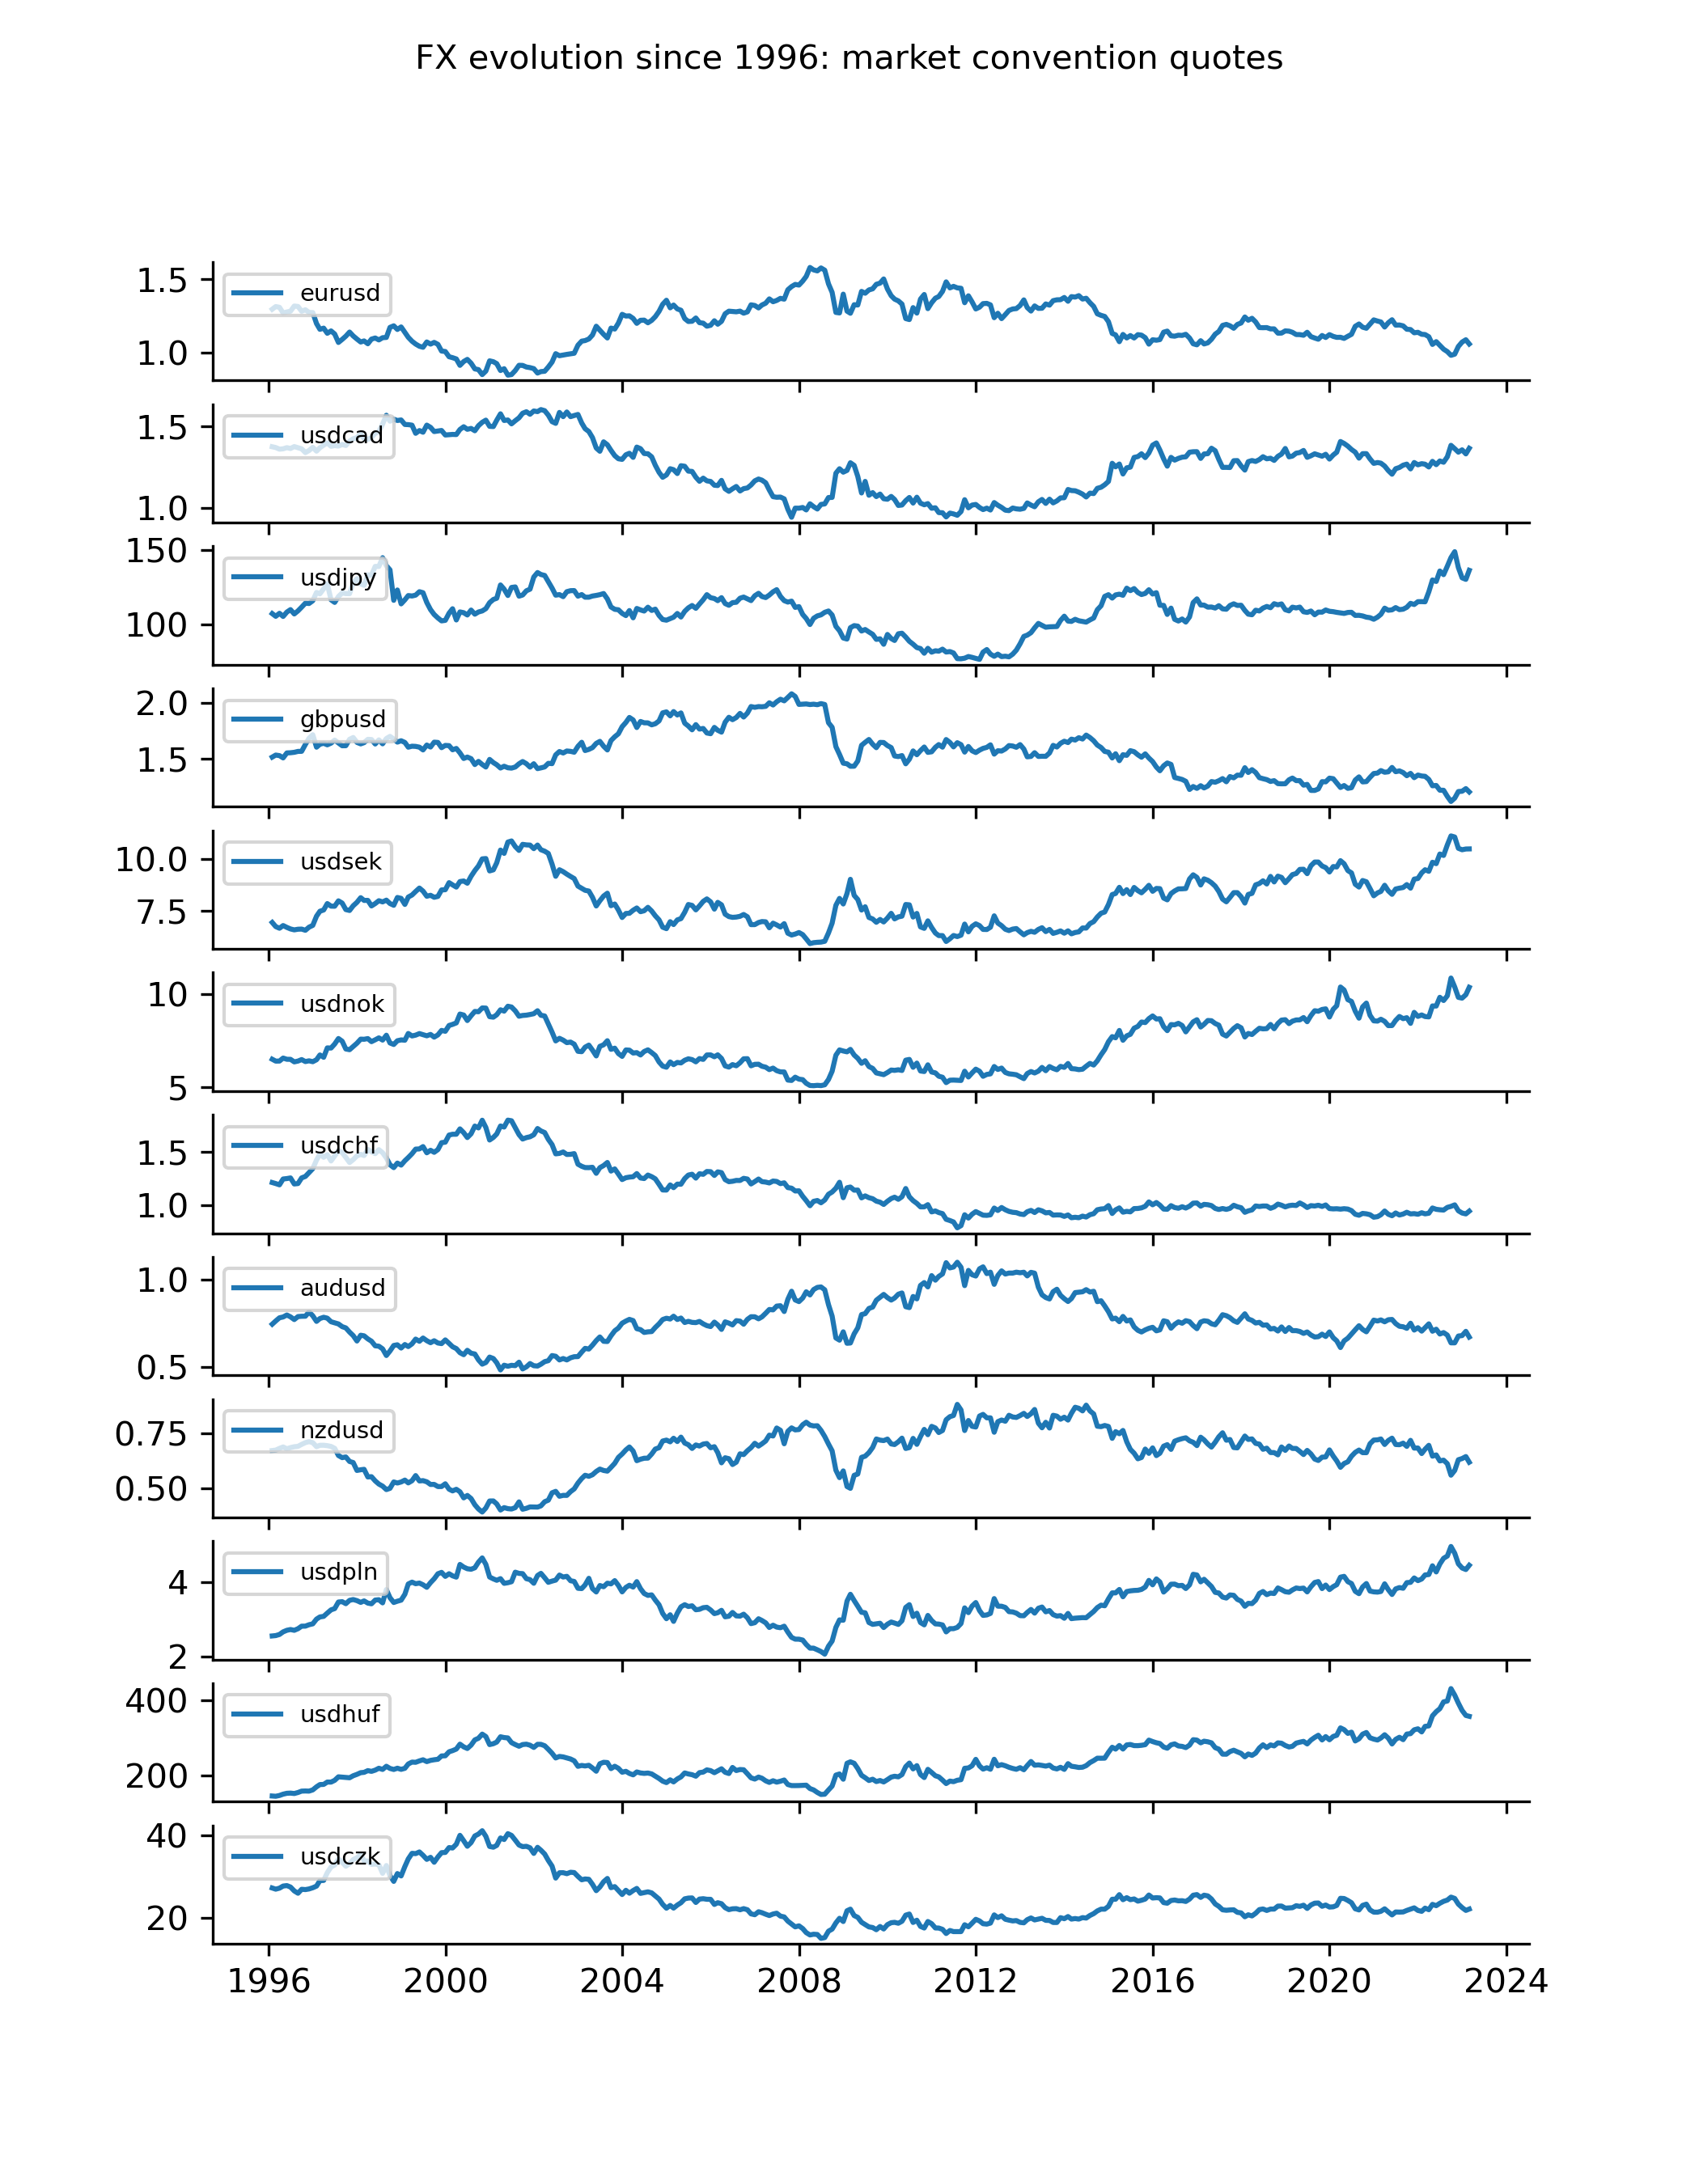 FX evolution since 1996: market convention quotes
1.5
1.0
eurusd
1.5
1.0
usdcad
150
100
usdjpy
2.0
1.5
gbpusd
10.0
7.5
usdsek
10
5
usdnok
1.5
1.0
usdchf
1.0
0.5
audusd
0.75
0.50
nzdusd
4
2
usdpln
400
200
usdhuf
40
20
usdczk
1996 2000 2004 2008 2012 2016 2020 2024